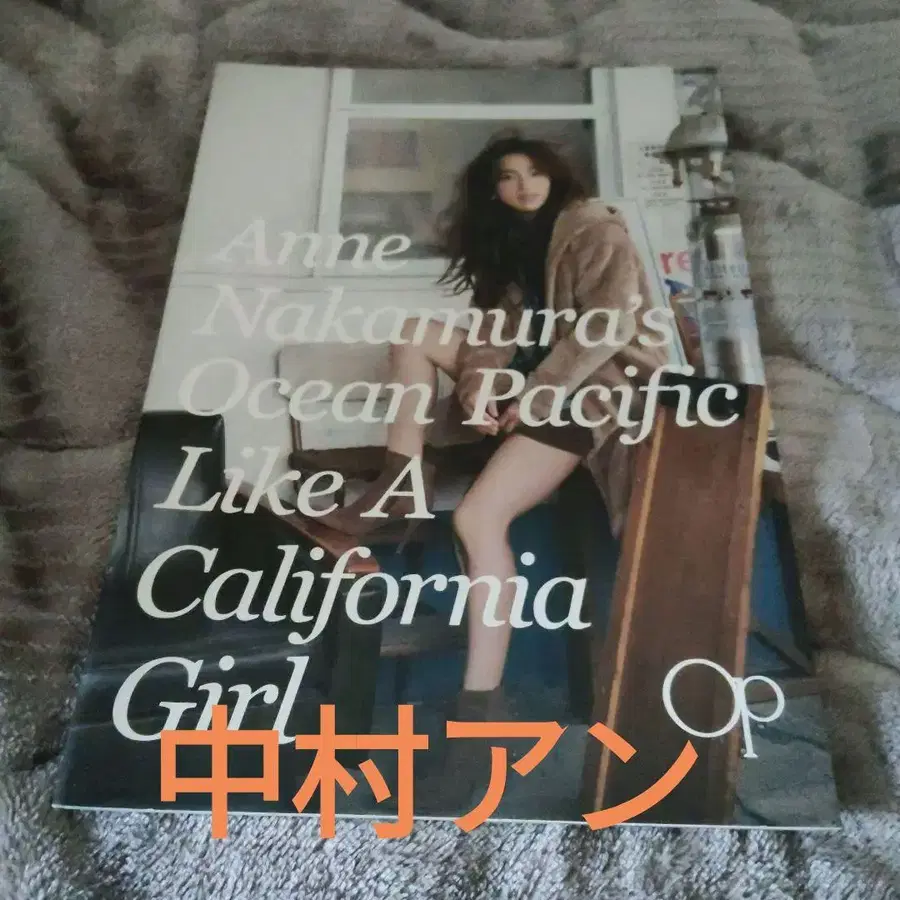 Anne
Nakamura's
Ocean Pacific
Like A
California
Girl
Op
中村アン